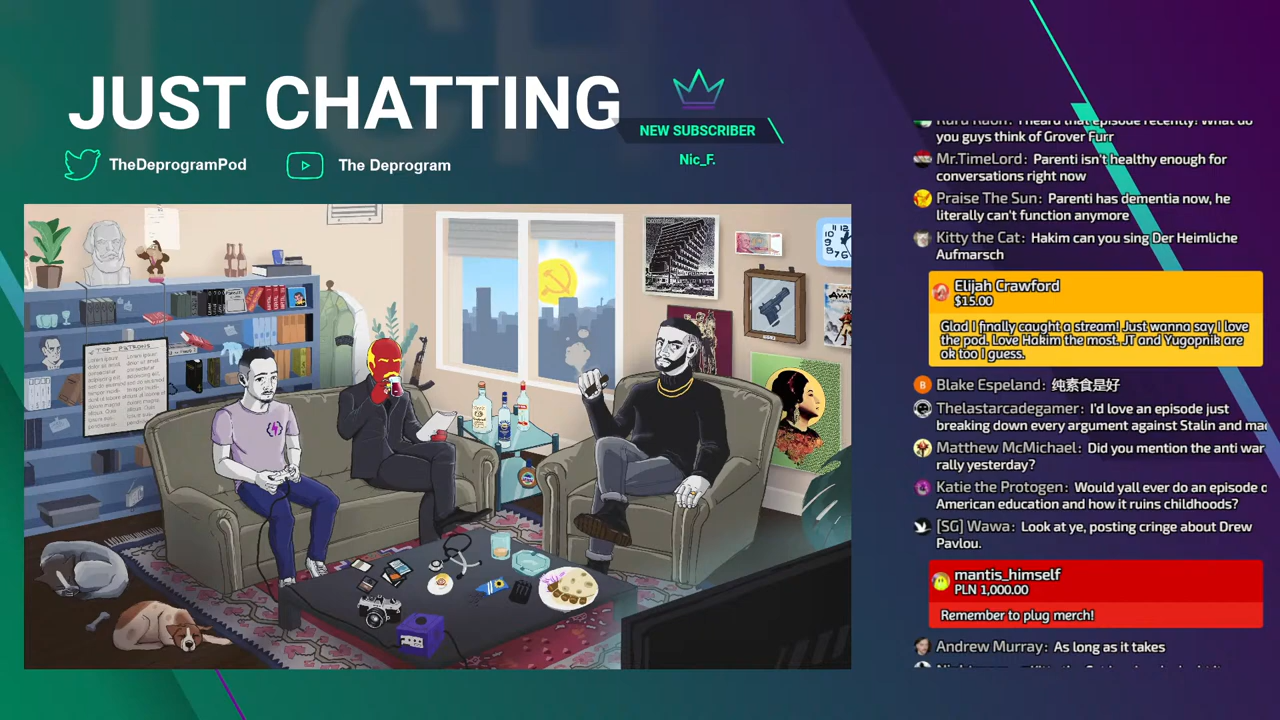 JUST CHATTING
TheDeprogramPod
The Deprogram
NEW SUBSCRIBER
Nic_F.
TOP PATRONS
you guys think of Grover Furr
Mr.TimeLord: Parenti isn't healthy enough for
conversations right now
Praise The Sun: Parenti has dementia now, he
literally can't function anymore
Kitty the Cat: Hakim can you sing Der Heimliche
Aufmarsch
Elijah Crawford
$15.00
Glad I finally caught a stream! Just wanna say I love
the pod. Love Hakim the most. JT and Yugopnik are
ok too I guess.
Blake Espeland: 纯素食是好
Thelastarcadegamer: I'd love an episode just
breaking down every argument against Stalin and mao
Matthew McMichael: Did you mention the anti war
rally yesterday?
Katie the Protogen: Would yall ever do an episode o
American education and how it ruins childhoods?
[SG] Wawa: Look at ye, posting cringe about Drew
Pavlou.
mantis_himself
PLN 1,000.00
Remember to plug merch!
Andrew Murray: As long as it takes